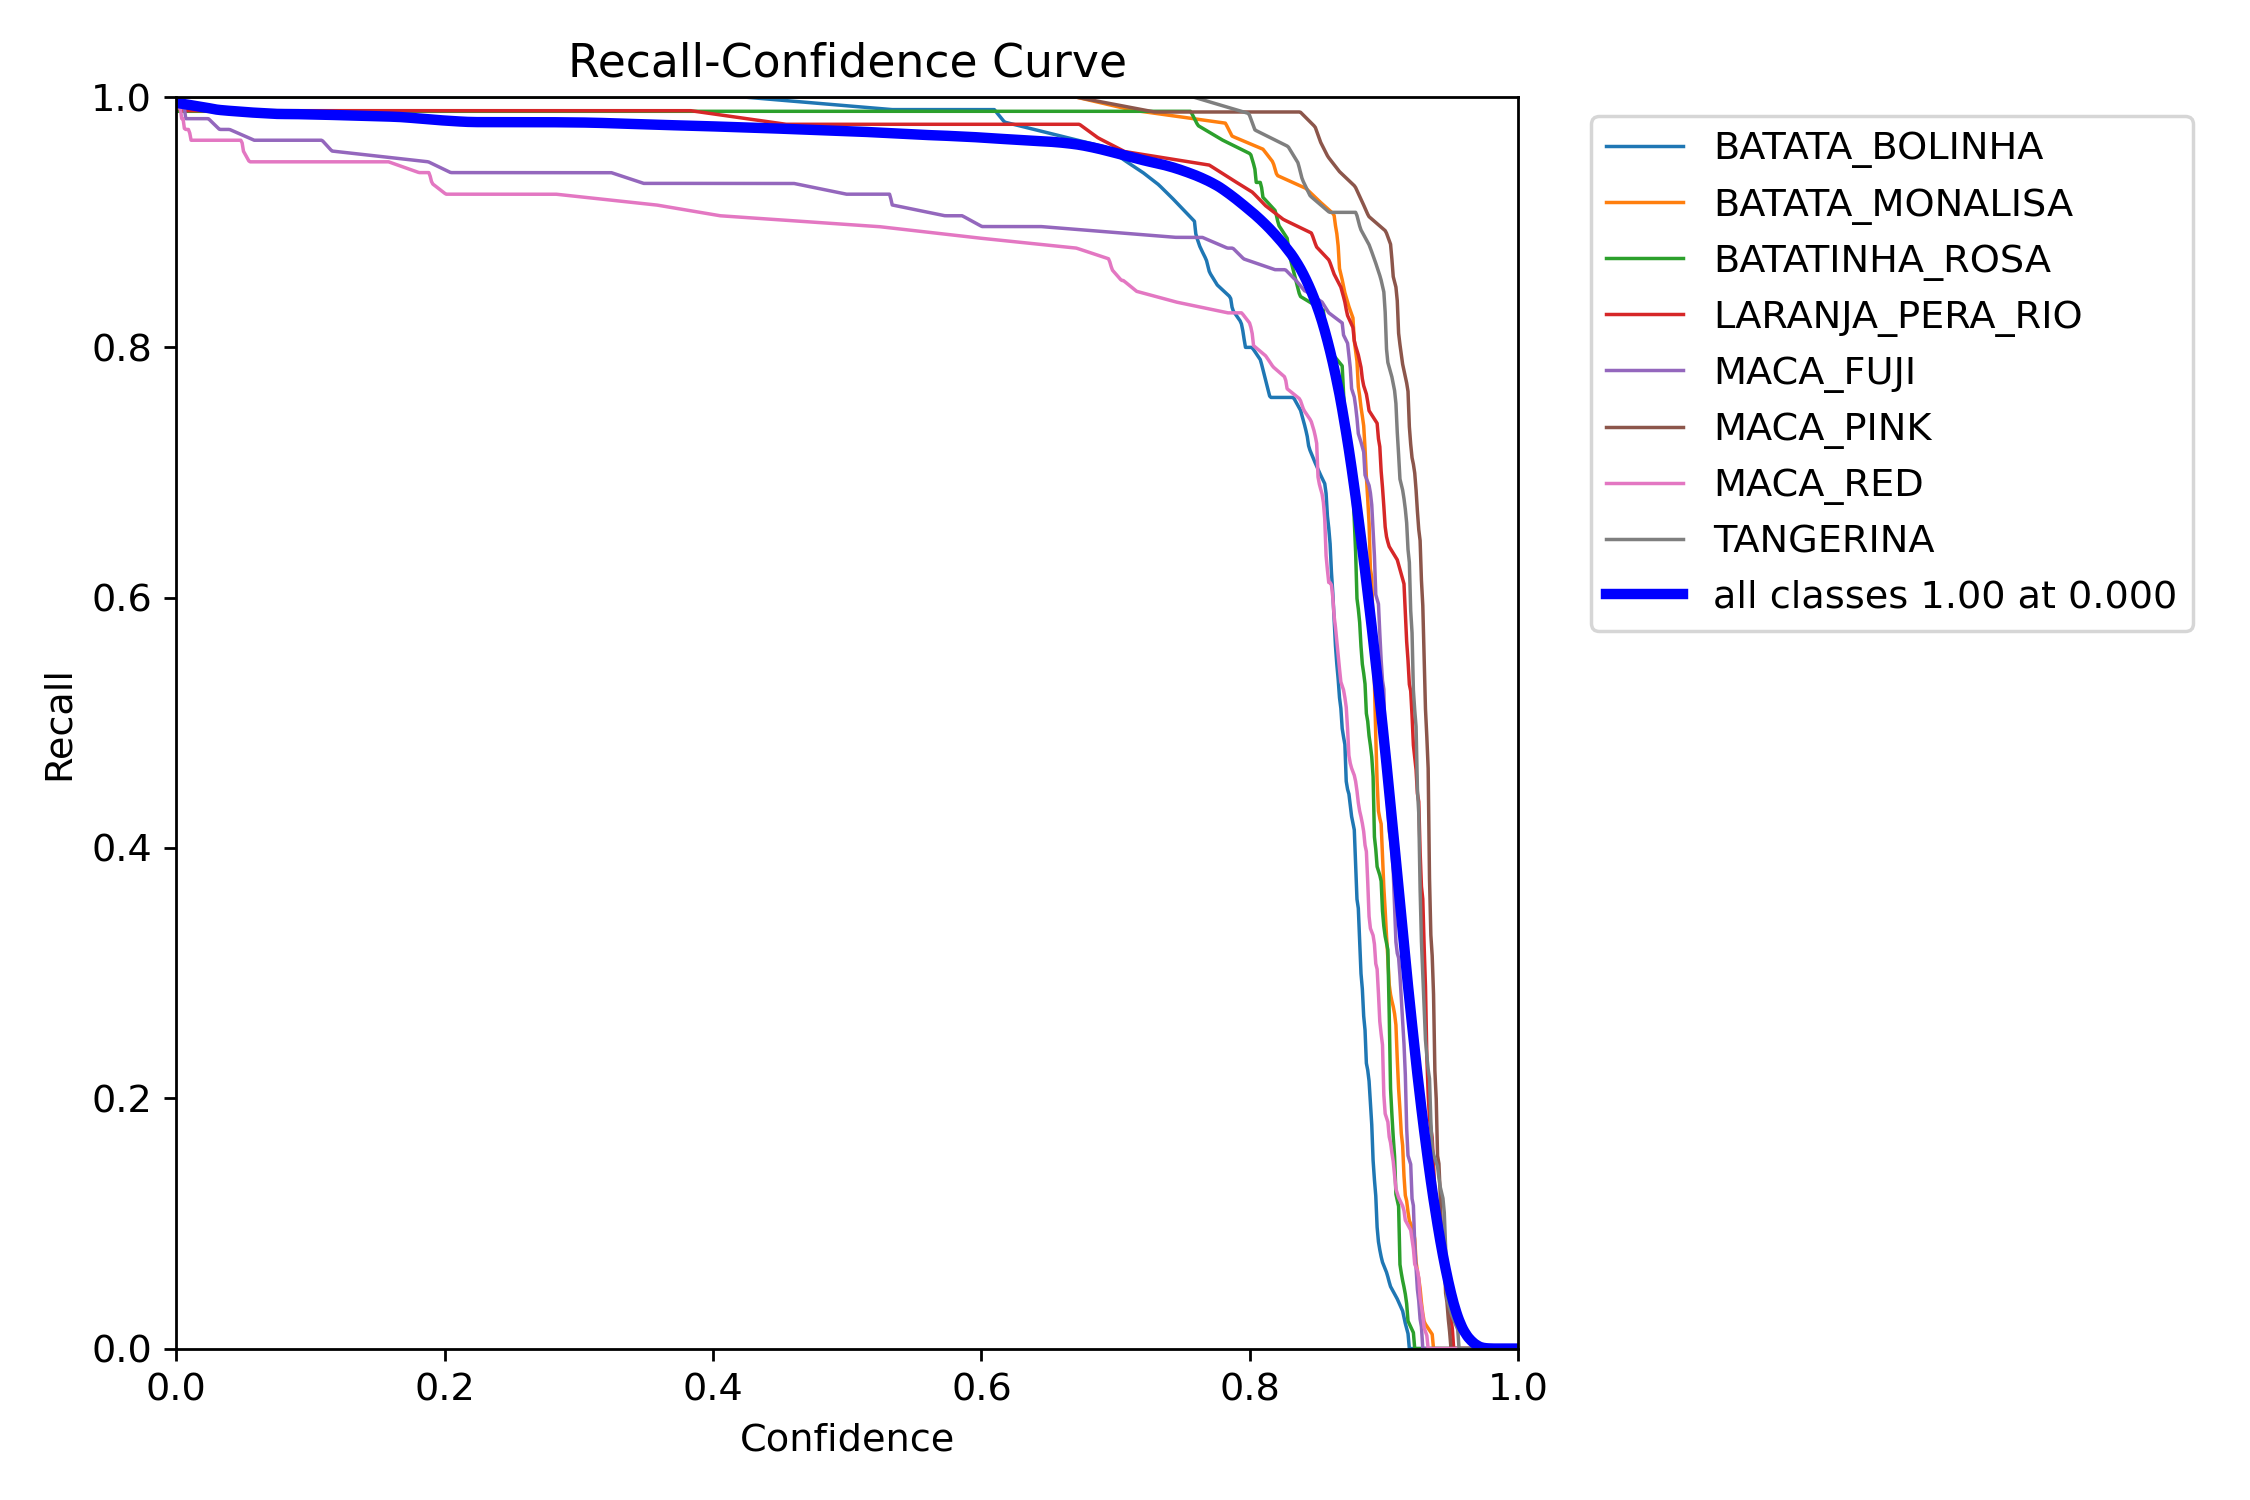 Recall-Confidence Curve
1.0
0.8
0.6
0.4
0.2
0.0
Recall
0.0 0.2 0.4 0.6 0.8 1.0
Confidence
BATATA_BOLINHA
BATATA_MONALISA
BATATINHA_ROSA
LARANJA_PERA_RIO
MACA_FUJI
MACA_PINK
MACA_RED
TANGERINA
all classes 1.00 at 0.000